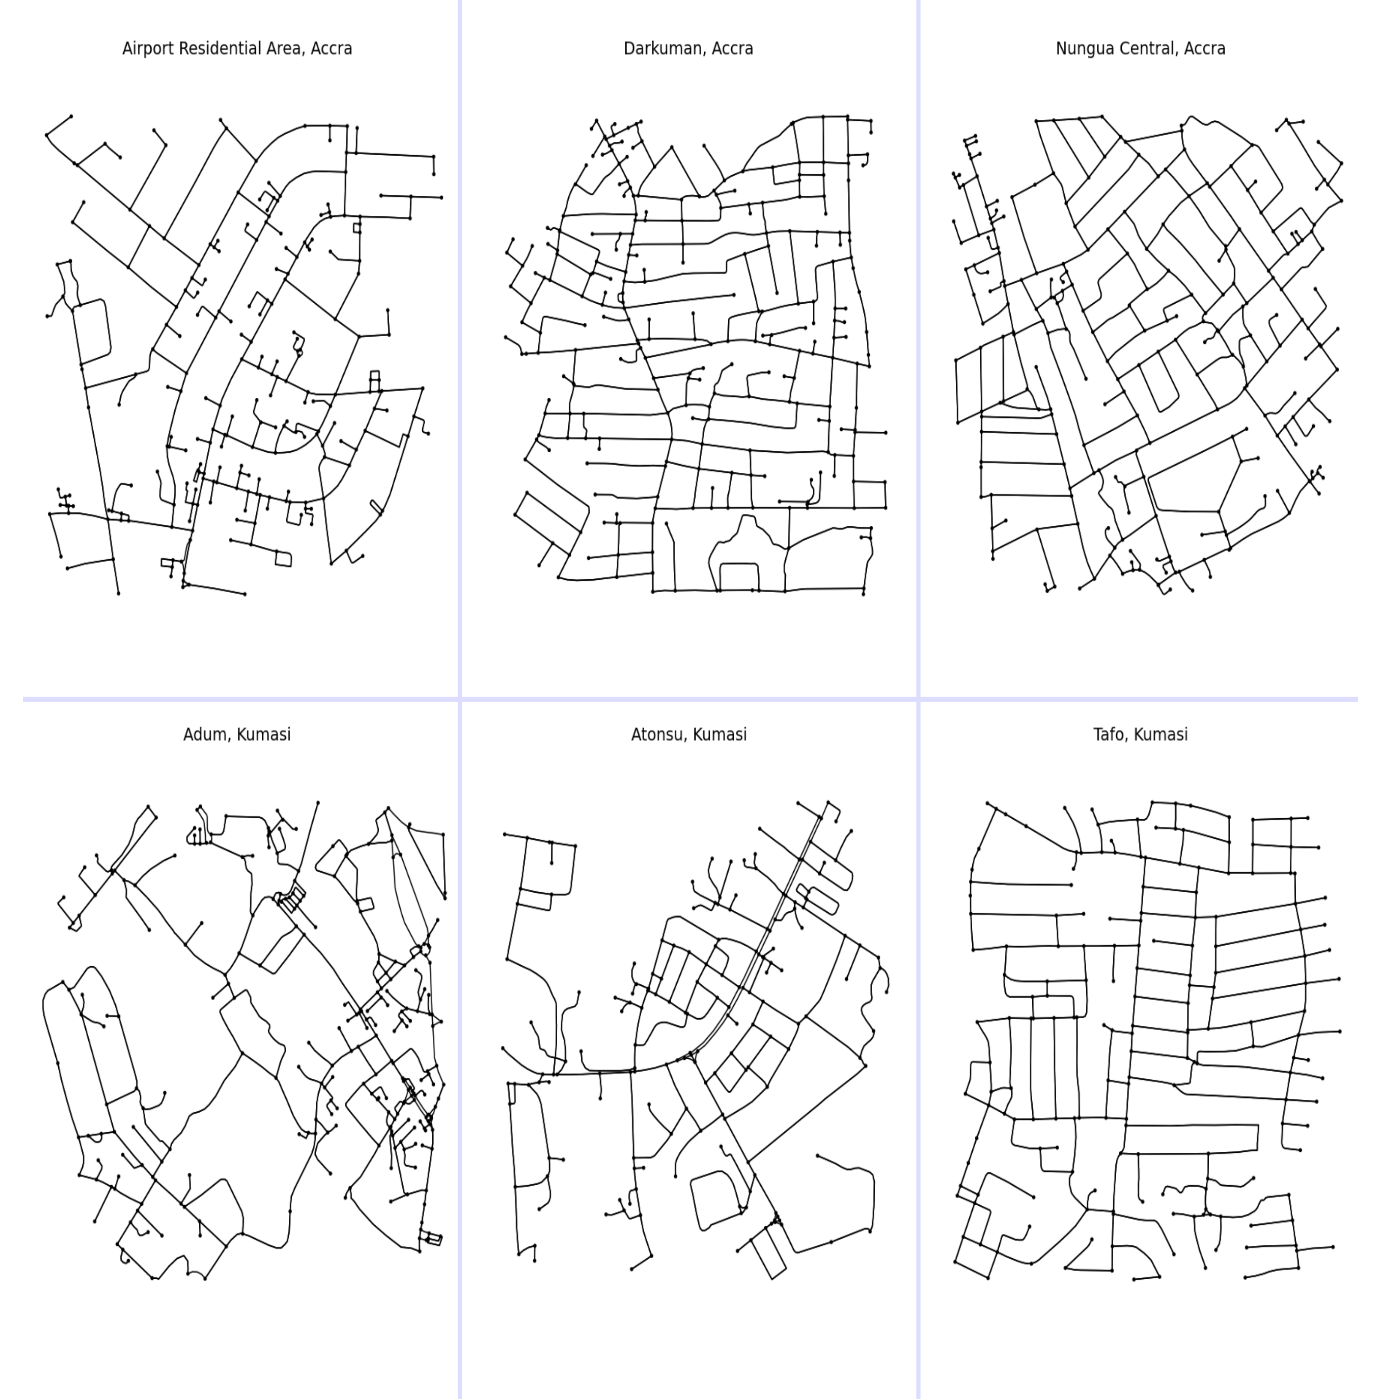 Airport Residential Area, Accra
Darkuman, Accra
Nungua Central, Accra
Adum, Kumasi
Atonsu, Kumasi
Tafo, Kumasi